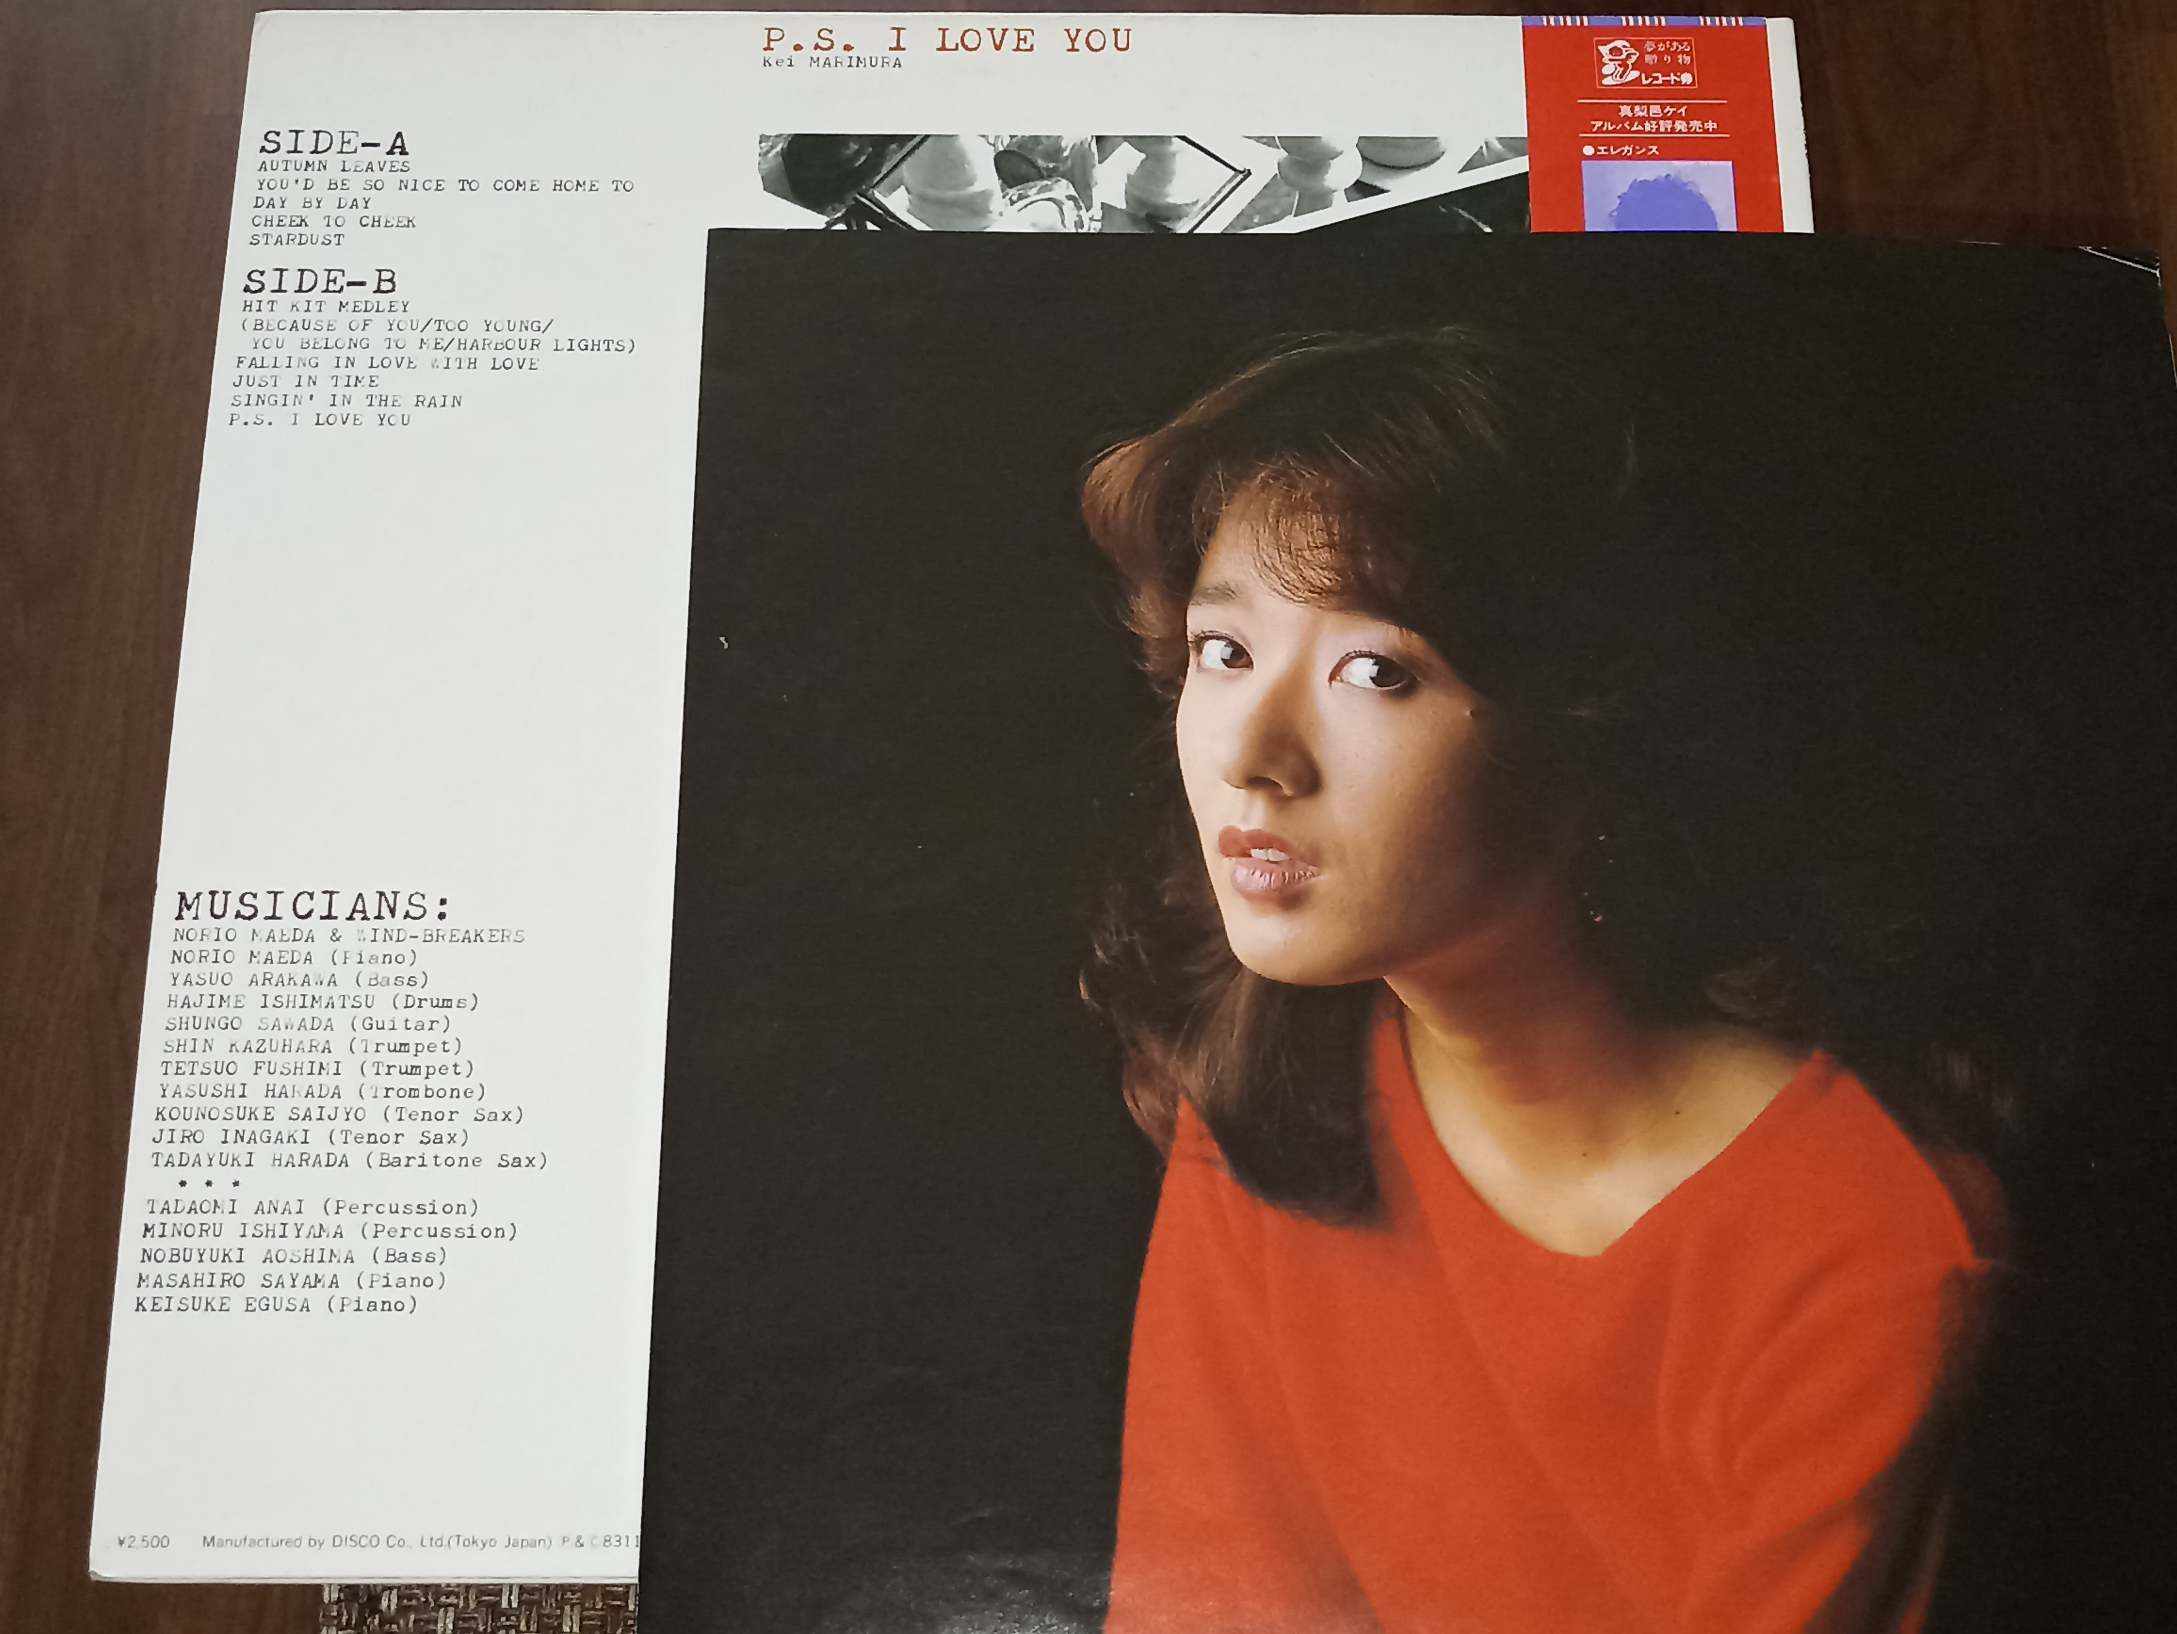 P.S. I LOVE YOU
Kei MARIMURA
SIDE-A
AUTUMN LEAVES
YOU'D BE SO NICE TO COME HOME TO
DAY BY DAY
CHEEK TO CHEEK
STARDUST
SIDE-B
HIT KIT MEDLEY
(BECAUSE OF YOU/TOO YOUNG/
YOU BELONG TO ME/HARBOUR LIGHTS)
FALLING IN LOVE WITH LOVE
JUST IN TIME
SINGIN' IN THE RAIN
P.S. I LOVE YOU
MUSICIANS:
NORIO MAEDA & WIND-BREAKERS
NORIO MAEDA (Piano)
YASUO ARAKAWA (Bass)
HAJIME ISHIMATSU (Drums)
SHUNGO SAWADA (Guitar)
SHIN KAZUHARA (Trumpet)
TETSUO FUSHIMI (Trumpet)
YASUSHI HARADA (Trombone)
KOUNOSUKE SAIJYO (Tenor Sax)
JIRO INAGAKI (Tenor Sax)
TADAYUKI HARADA (Baritone Sax)
* * *
TADAOMI ANAI (Percussion)
MINORU ISHIYAMA (Percussion)
NOBUYUKI AOSHIMA (Bass)
MASAHIRO SAYAMA (Piano)
KEISUKE EGUSA (Piano)
¥2,500 Manufactured by DISCO Co., Ltd.(Tokyo Japan) P & C 8311
夢がある
贈り物
レコード券
真梨邑ケイ
アルバム好評発売中
●エレガンス